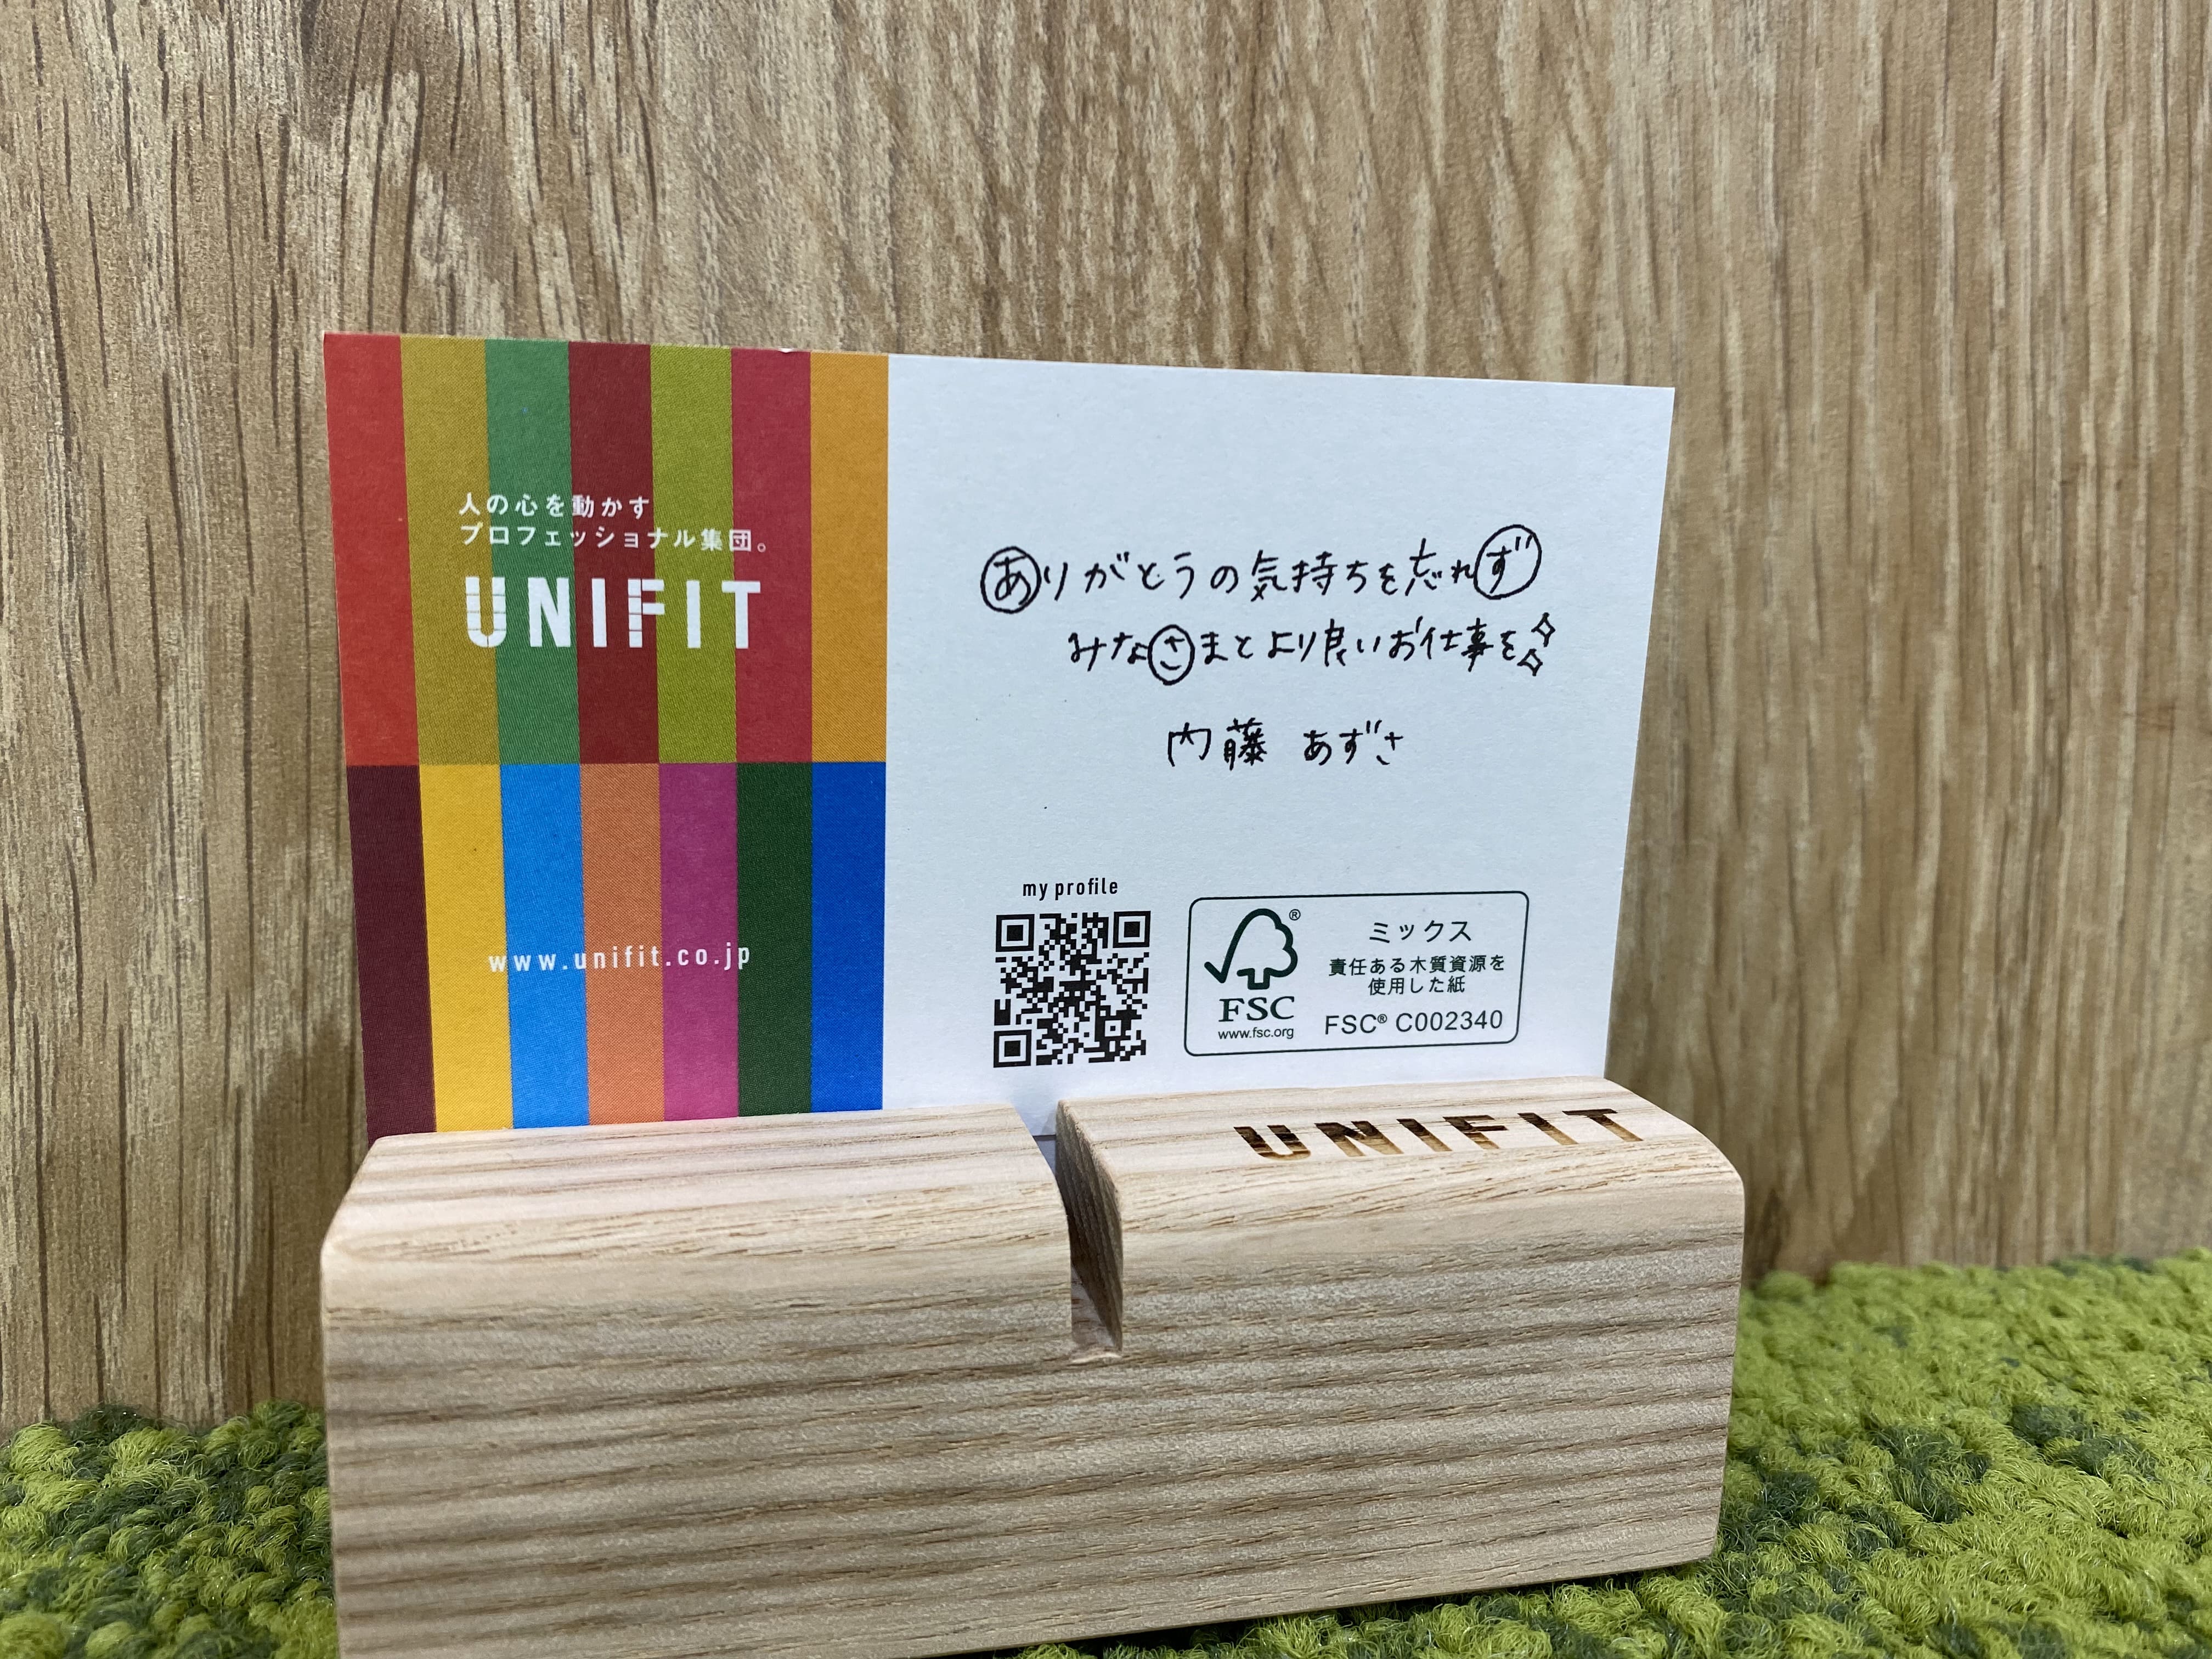 人の心を動かす
プロフェッショナル集団。
UNIFIT
www.unifit.co.jp
ありがとうの気持ちを忘れず
みなさまとより良いお仕事を
内藤 あずさ
my profile
FSC
www.fsc.org
ミックス
責任ある木質資源を
使用した紙
FSC® C002340
UNIFIT